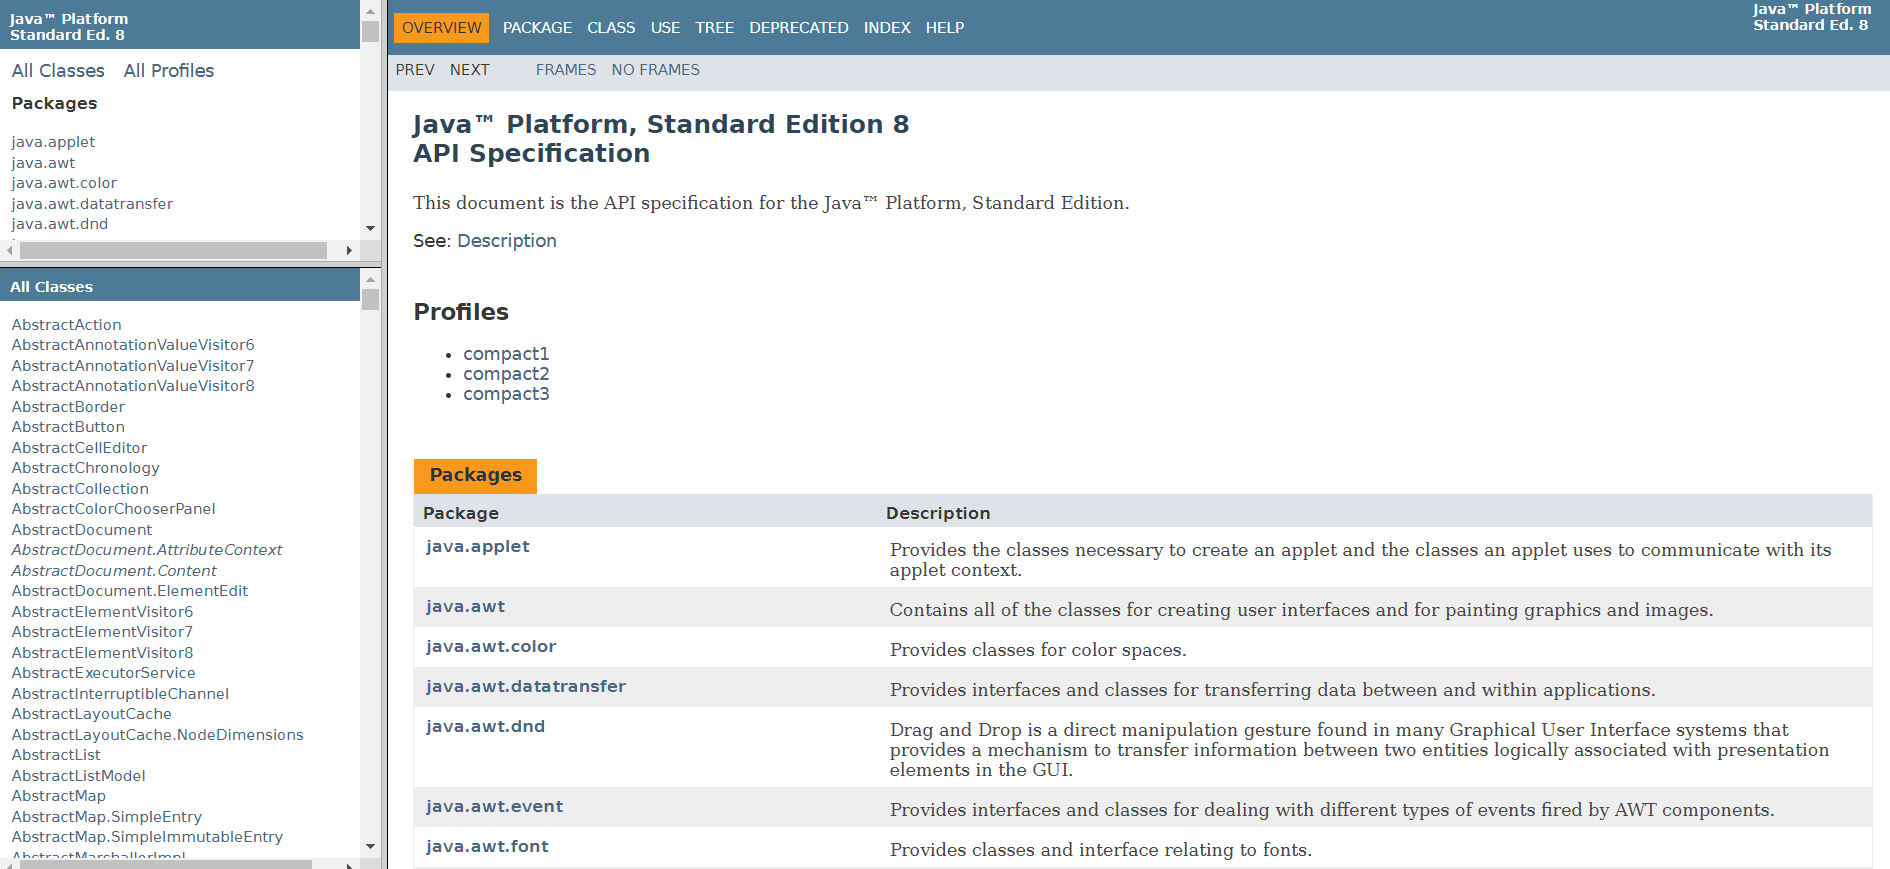 Java™ Platform
Standard Ed. 8
All Classes All Profiles
Packages
java.applet
java.awt
java.awt.color
java.awt.datatransfer
java.awt.dnd
All Classes
AbstractAction
AbstractAnnotationValueVisitor6
AbstractAnnotationValueVisitor7
AbstractAnnotationValueVisitor8
AbstractBorder
AbstractButton
AbstractCellEditor
AbstractChronology
AbstractCollection
AbstractColorChooserPanel
AbstractDocument
AbstractDocument.AttributeContext
AbstractDocument.Content
AbstractDocument.ElementEdit
AbstractElementVisitor6
AbstractElementVisitor7
AbstractElementVisitor8
AbstractExecutorService
AbstractInterruptibleChannel
AbstractLayoutCache
AbstractLayoutCache.NodeDimensions
AbstractList
AbstractListModel
AbstractMap
AbstractMap.SimpleEntry
AbstractMap.SimpleImmutableEntry
AbstractMarshallerImpl
OVERVIEW PACKAGE CLASS USE TREE DEPRECATED INDEX HELP
Java™ Platform
Standard Ed. 8
PREV NEXT FRAMES NO FRAMES
Java™ Platform, Standard Edition 8
API Specification
This document is the API specification for the Java™ Platform, Standard Edition.
See: Description
Profiles
• compact1
• compact2
• compact3
Packages
Package Description
java.applet Provides the classes necessary to create an applet and the classes an applet uses to communicate with its
applet context.
java.awt Contains all of the classes for creating user interfaces and for painting graphics and images.
java.awt.color Provides classes for color spaces.
java.awt.datatransfer Provides interfaces and classes for transferring data between and within applications.
java.awt.dnd Drag and Drop is a direct manipulation gesture found in many Graphical User Interface systems that
provides a mechanism to transfer information between two entities logically associated with presentation
elements in the GUI.
java.awt.event Provides interfaces and classes for dealing with different types of events fired by AWT components.
java.awt.font Provides classes and interface relating to fonts.